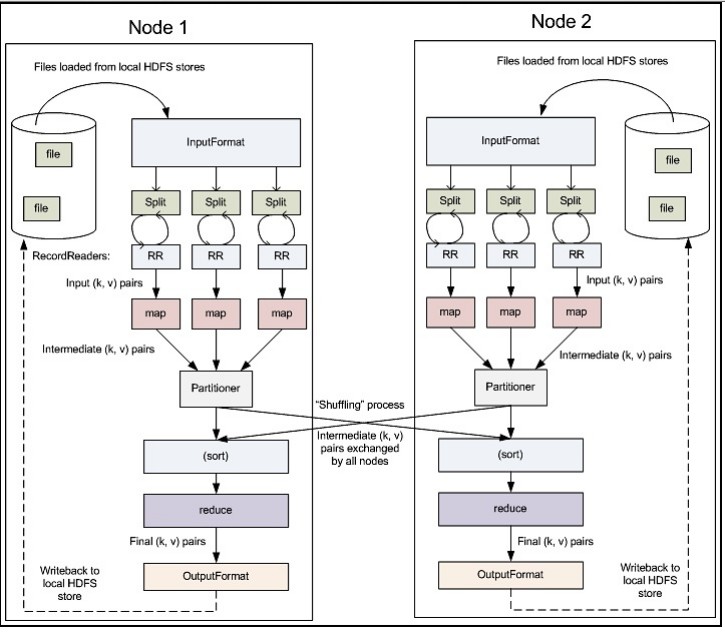 Node 1
Files loaded from local HDFS stores
file
file
InputFormat
Split
Split
Split
RecordReaders:
RR
RR
RR
Input (k, v) pairs
map
map
map
Intermediate (k, v) pairs
Partitioner
(sort)
reduce
Final (k, v) pairs
OutputFormat
Writeback to
local HDFS
store
"Shuffling" process
Intermediate (k, v)
pairs exchanged
by all nodes
Node 2
Files loaded from local HDFS stores
InputFormat
file
file
Split
Split
Split
RR
RR
RR
Input (k, v) pairs
map
map
map
Intermediate (k, v) pairs
Partitioner
(sort)
reduce
Final (k, v) pairs
OutputFormat
Writeback to
local HDFS
store